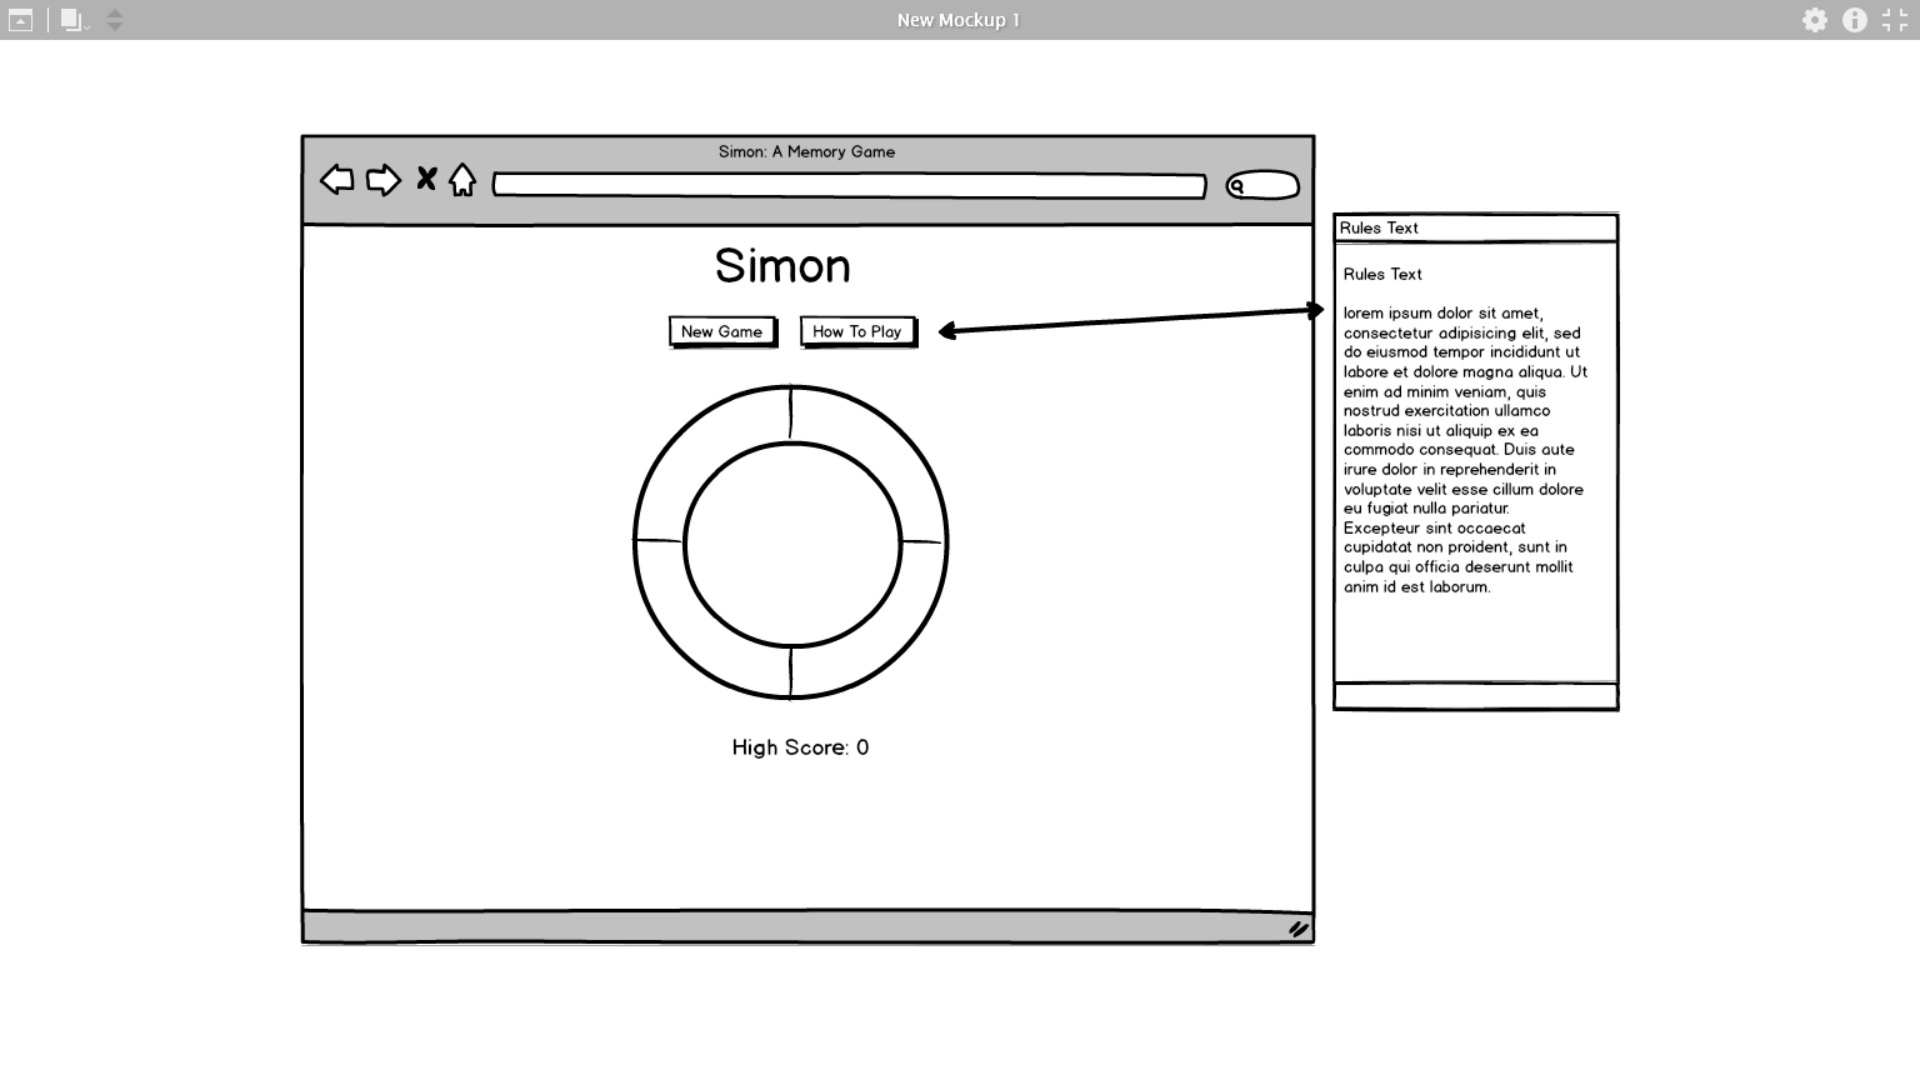 New Mockup 1
Simon: A Memory Game
Simon
New Game
How To Play
High Score: 0
Rules Text
Rules Text
lorem ipsum dolor sit amet,
consectetur adipisicing elit, sed
do eiusmod tempor incididunt ut
labore et dolore magna aliqua. Ut
enim ad minim veniam, quis
nostrud exercitation ullamco
laboris nisi ut aliquip ex ea
commodo consequat. Duis aute
irure dolor in reprehenderit in
voluptate velit esse cillum dolore
eu fugiat nulla pariatur.
Excepteur sint occaecat
cupidatat non proident, sunt in
culpa qui officia deserunt mollit
anim id est laborum.